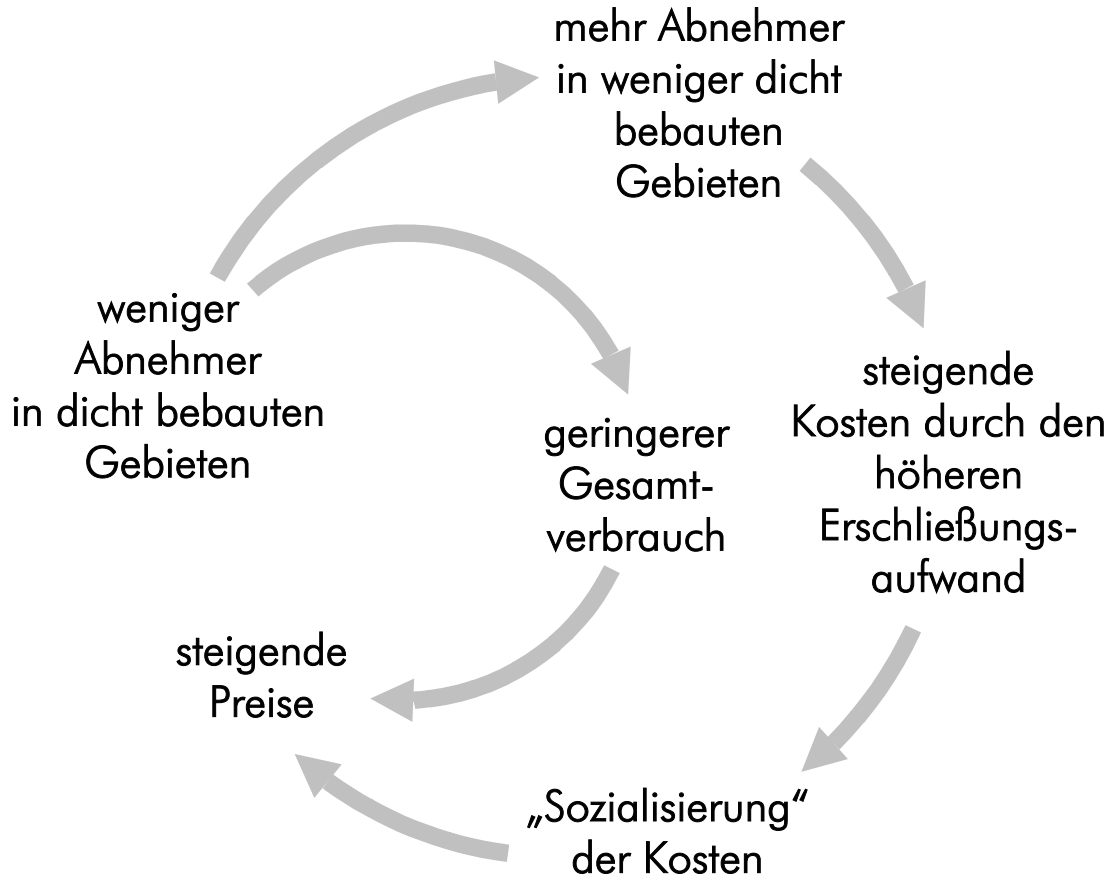 mehr Abnehmer
in weniger dicht
bebauten
Gebieten
weniger
Abnehmer
in dicht bebauten
Gebieten
steigende
Kosten durch den
höheren
Erschließungs-
aufwand
geringerer
Gesamt-
verbrauch
steigende
Preise
„Sozialisierung“
der Kosten